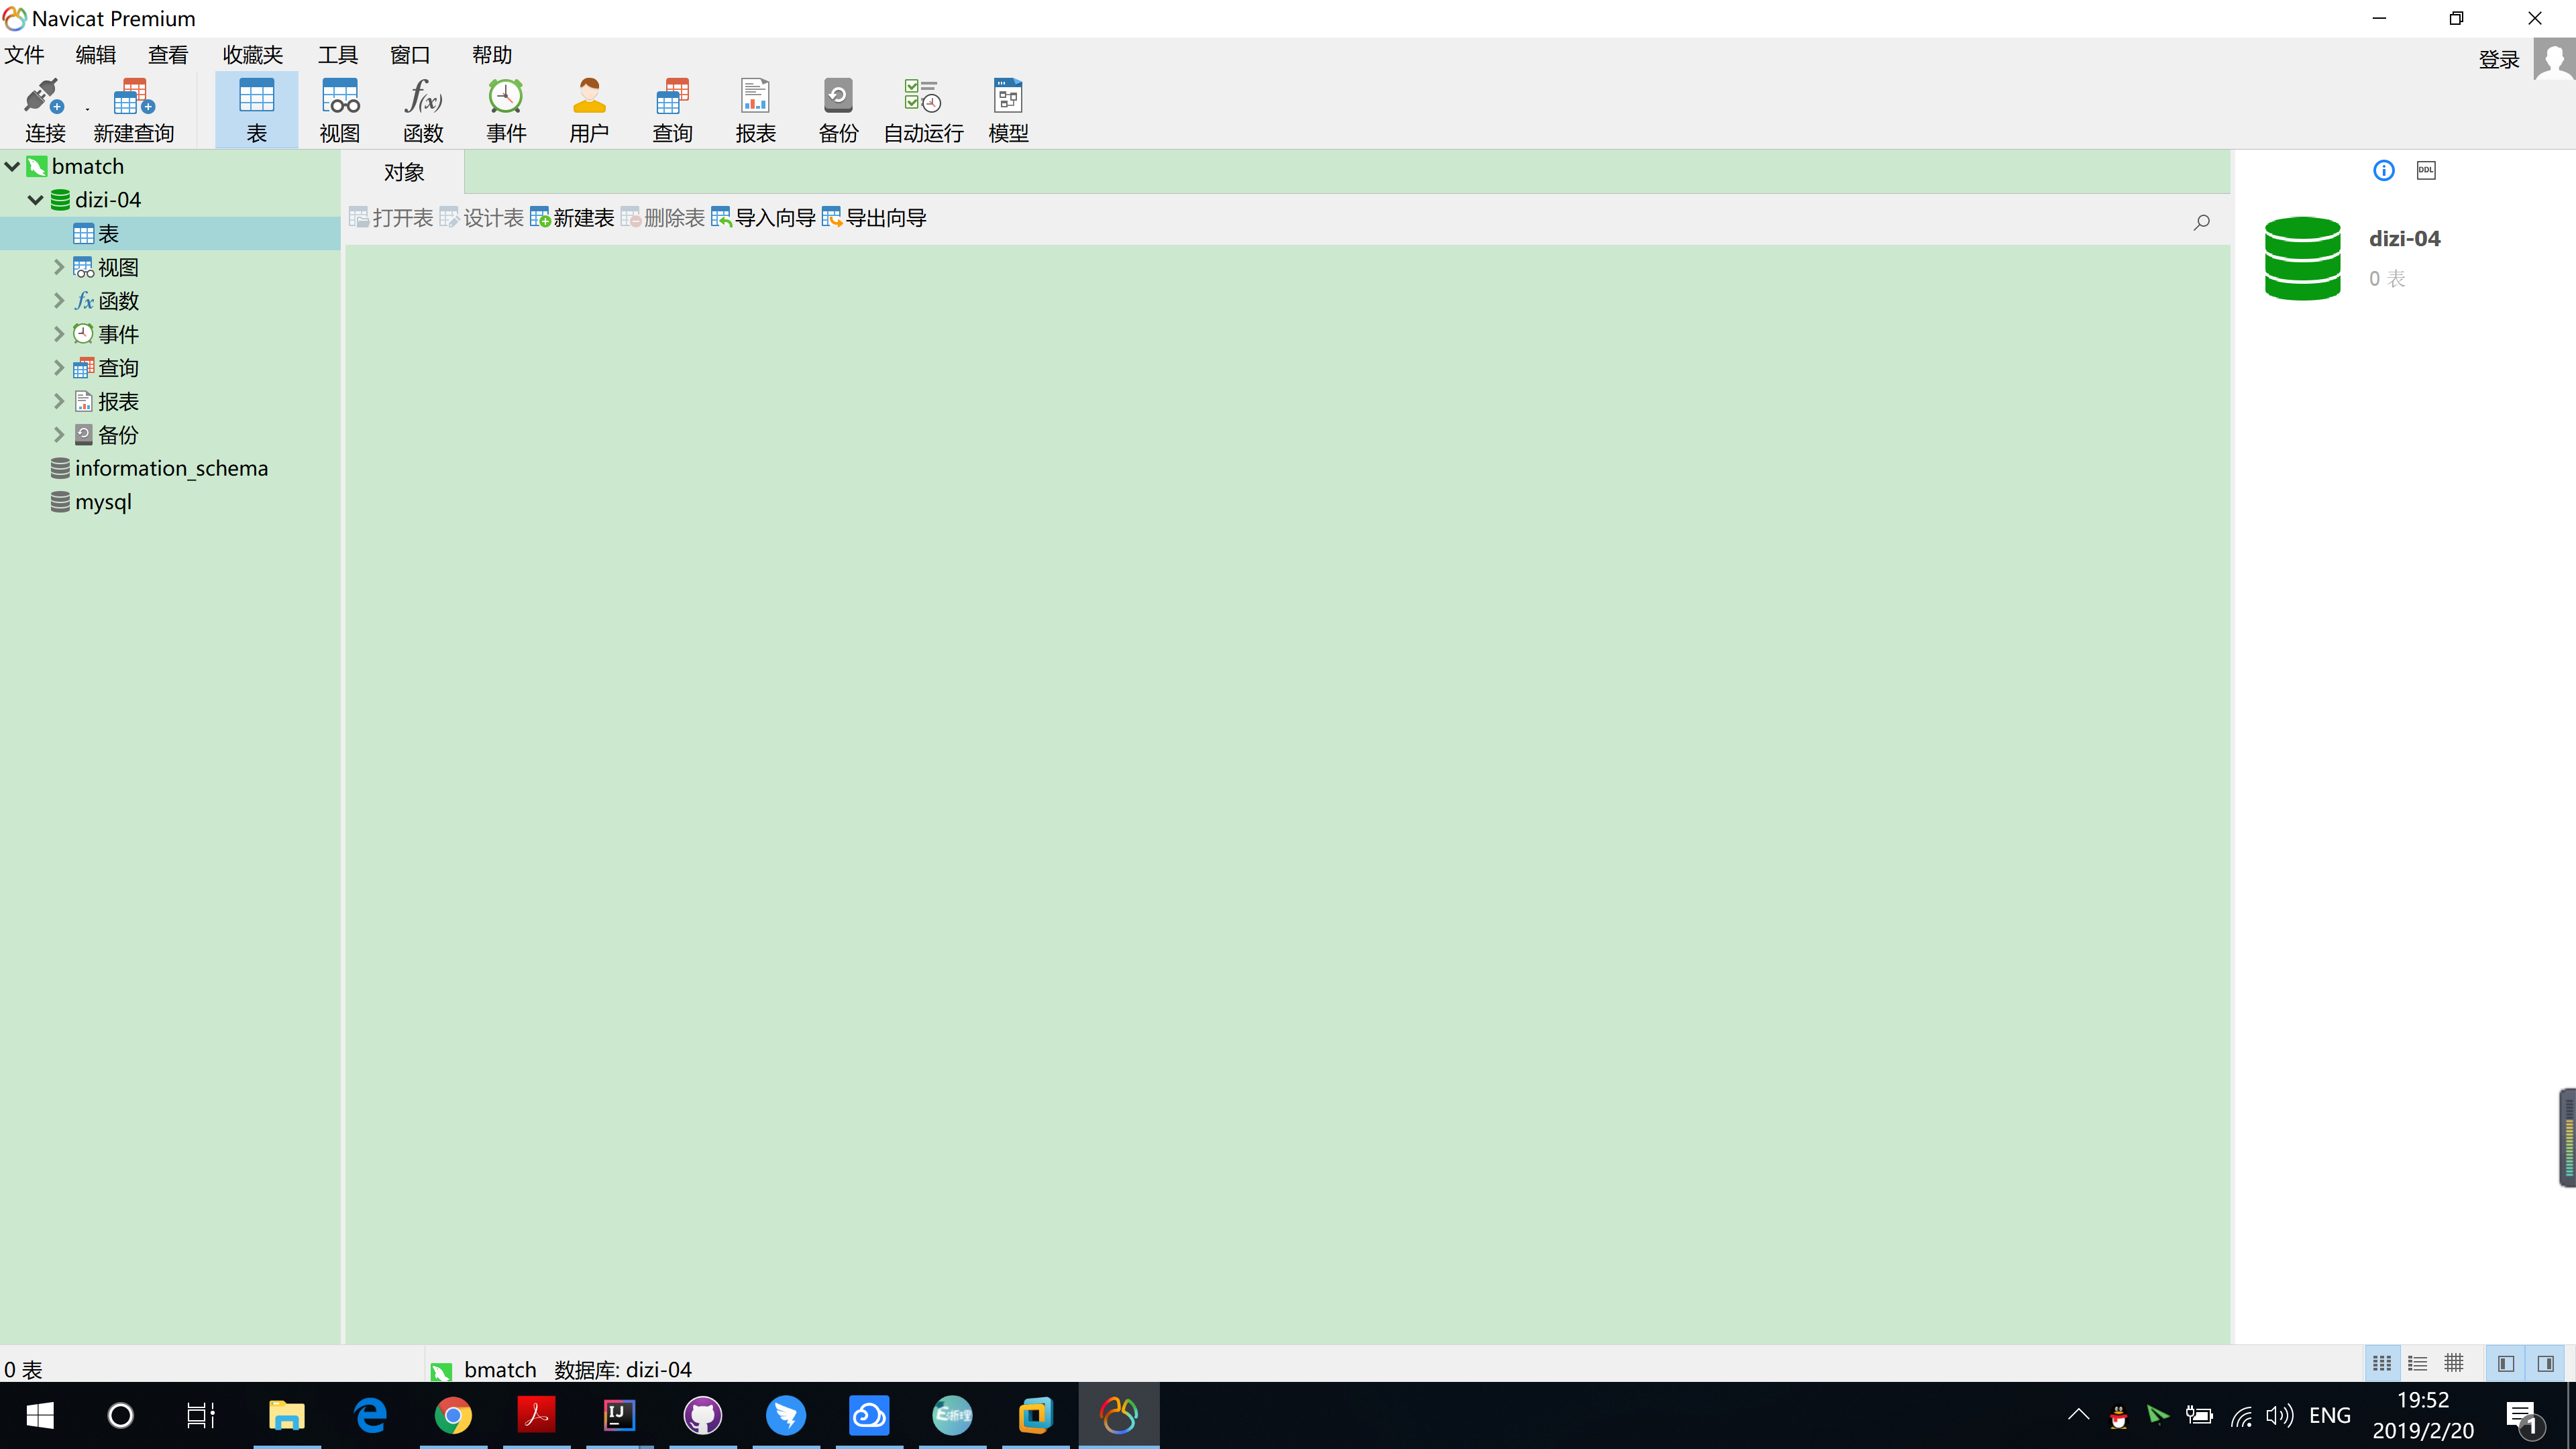 Navicat Premium
文件 编辑 查看 收藏夹 工具 窗口 帮助
登录
连接 新建查询 表 视图 函数 事件 用户 查询 报表 备份 自动运行 模型
bmatch
dizi-04
表
视图
函数
事件
查询
报表
备份
information_schema
mysql
对象
打开表 设计表 新建表 删除表 导入向导 导出向导
DDL
dizi-04
0 表
0 表
bmatch 数据库: dizi-04
ENG
19:52
2019/2/20
1